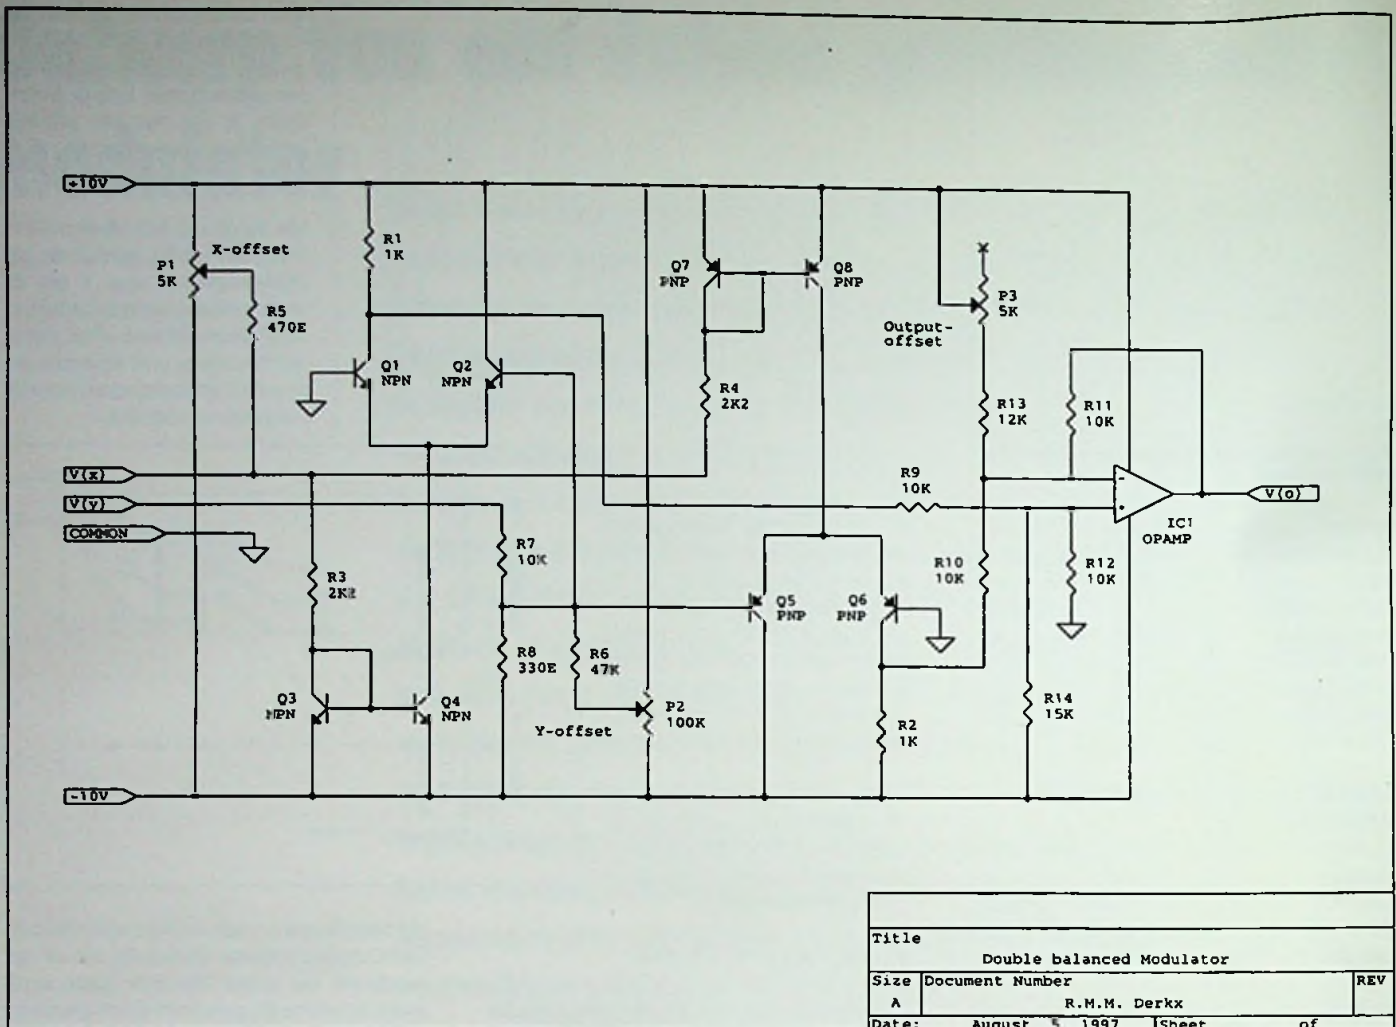 +10V
P1
5K
X-offset
R5
470E
R1
1K
Q1
NPN
Q2
NPN
Q7
PNP
Q8
PNP
R4
2K2
P3
5K
Output-
offset
R13
12K
R11
10K
V(x)
V(y)
COMMON
R9
10K
-
+
V(o)
IC1
OPAMP
R3
2K2
R7
10K
R8
330E
R6
47K
Q5
PNP
Q6
PNP
R10
10K
R12
10K
Q3
NPN
Q4
NPN
Y-offset
P2
100K
R2
1K
R14
15K
-10V
Title
Double balanced Modulator
Size Document Number REV
A R.M.M. Derkx
Date: August 5, 1997 Sheet of